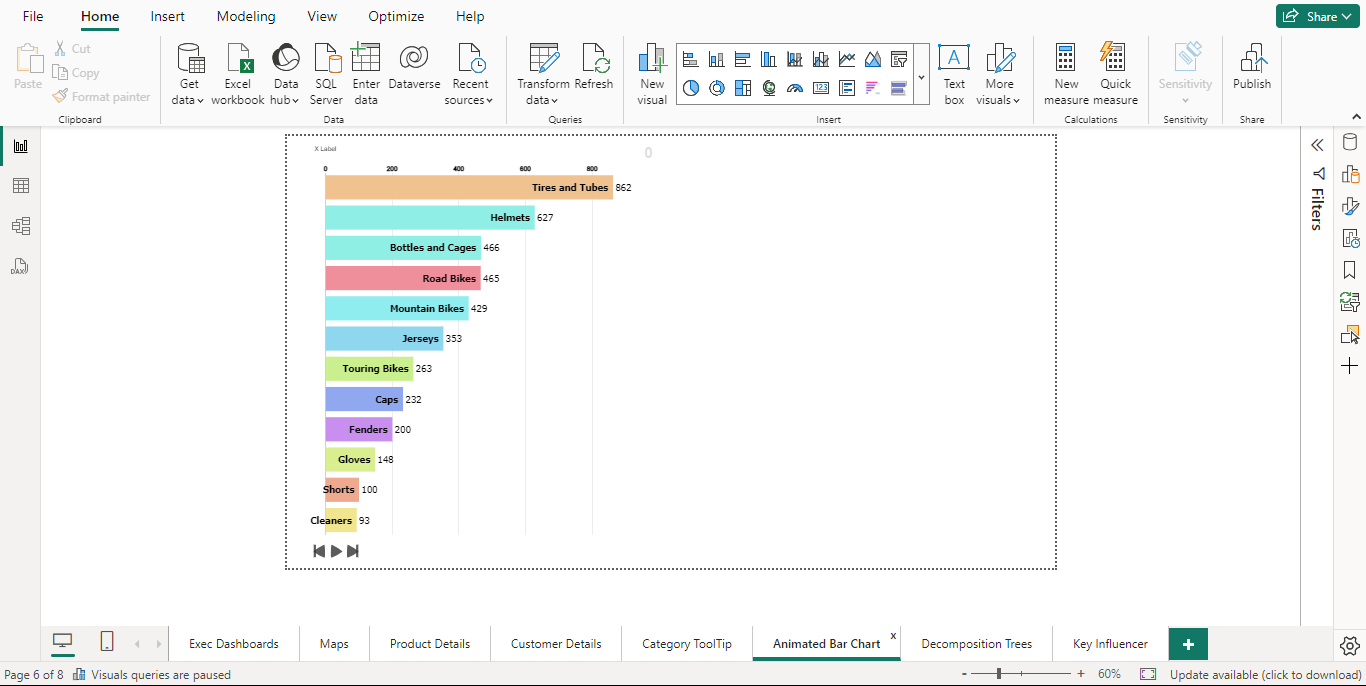 File Home Insert Modeling View Optimize Help Share
Paste
Cut
Copy
Format painter
Clipboard
Get data
Excel workbook
Data hub
SQL Server
Enter data
Dataverse
Recent sources
Data
Transform data
Refresh
Queries
New visual
123
A
Text box
More visuals
Insert
New measure
Quick measure
Calculations
Sensitivity
Sensitivity
Publish
Share
DAX
X Label
0
0 200 400 600 800
Tires and Tubes 862
Helmets 627
Bottles and Cages 466
Road Bikes 465
Mountain Bikes 429
Jerseys 353
Touring Bikes 263
Caps 232
Fenders 200
Gloves 148
Shorts 100
Cleaners 93
Filters
Exec Dashboards Maps Product Details Customer Details Category ToolTip Animated Bar Chart x Decomposition Trees Key Influencer +
Page 6 of 8 Visuals queries are paused - + 60% Update available (click to download)